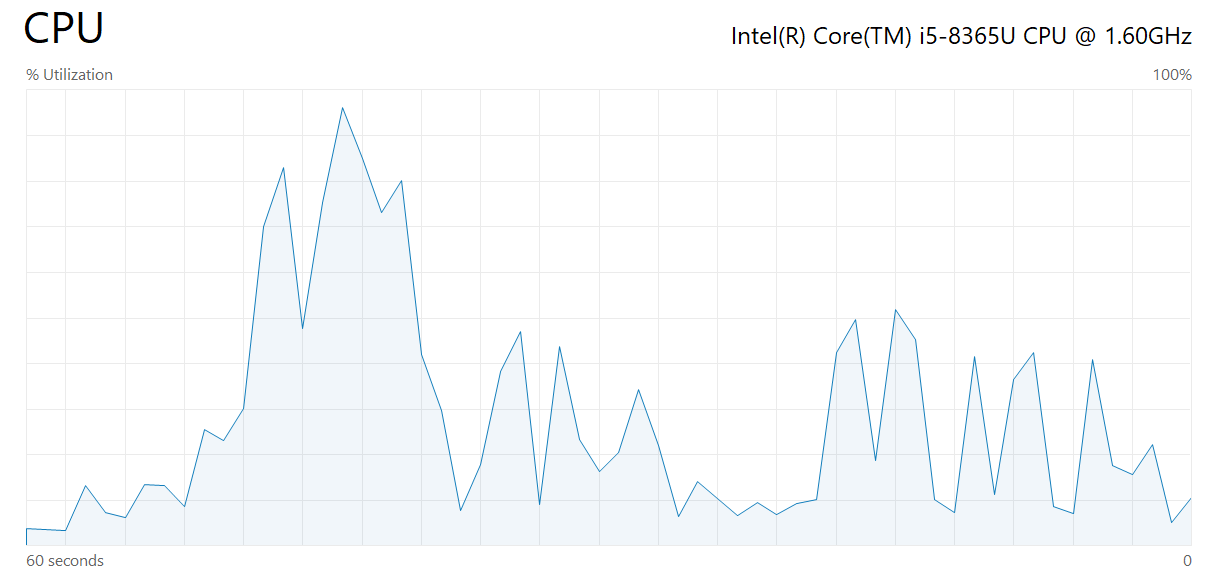 CPU
Intel(R) Core(TM) i5-8365U CPU @ 1.60GHz
% Utilization
100%
60 seconds
0